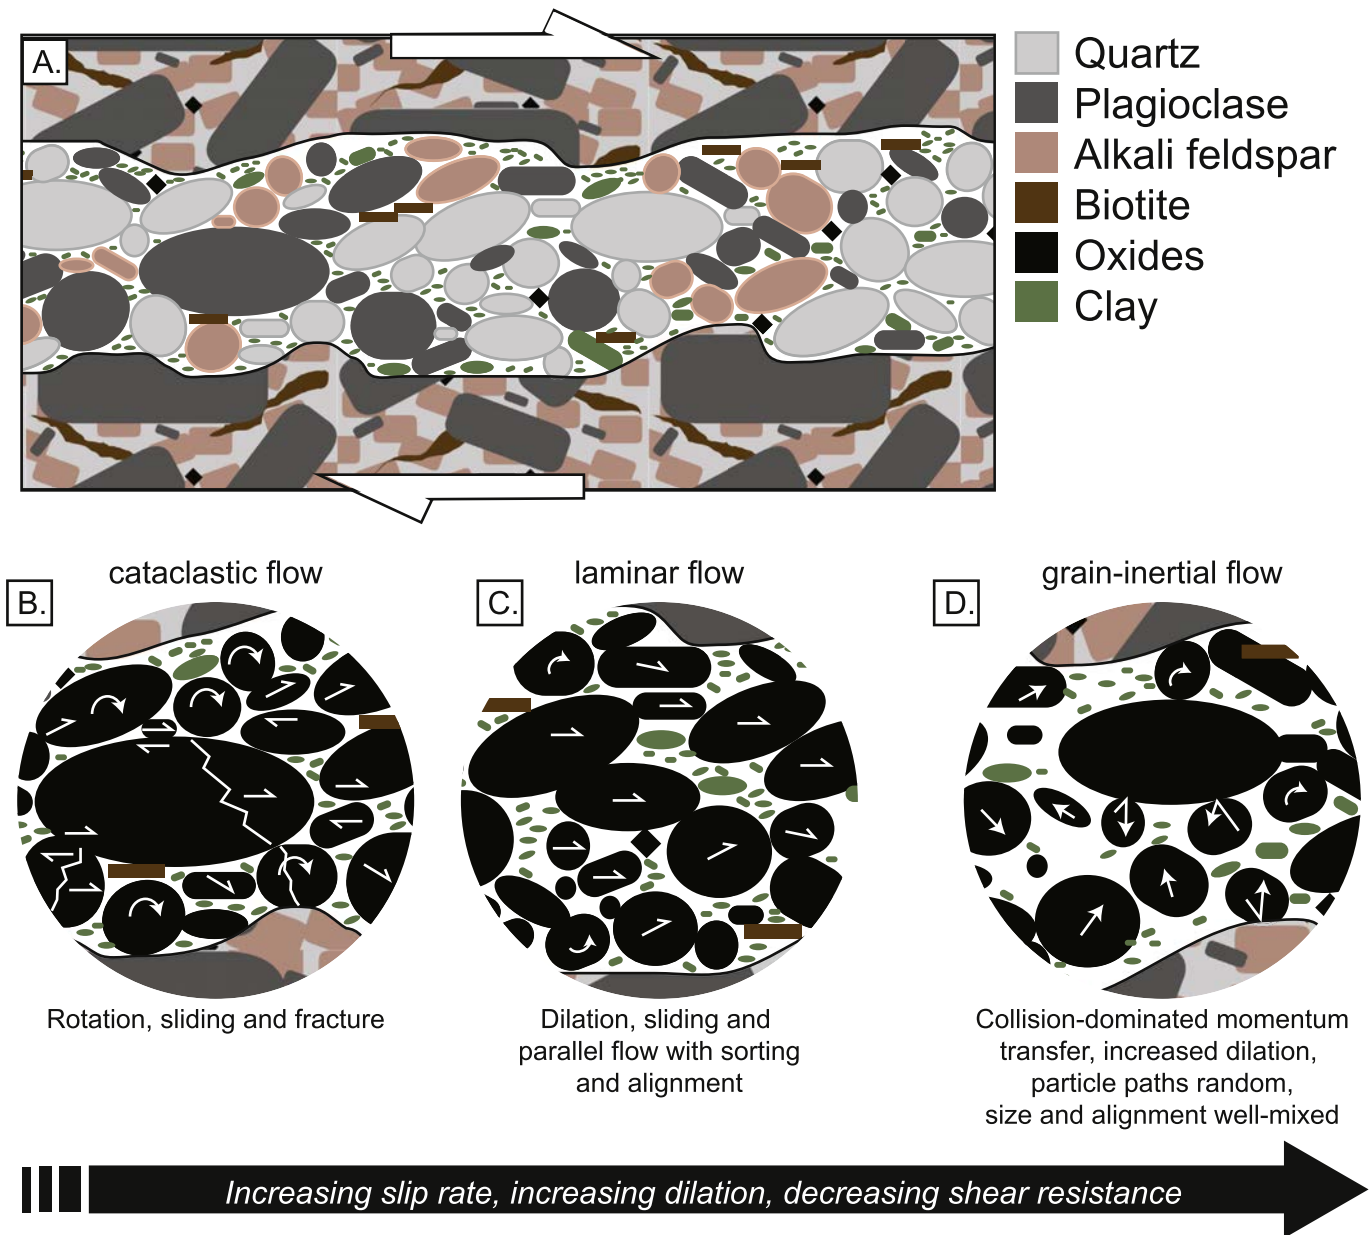 A.
Quartz
Plagioclase
Alkali feldspar
Biotite
Oxides
Clay
cataclastic flow
B.
Rotation, sliding and fracture
laminar flow
C.
Dilation, sliding and
parallel flow with sorting
and alignment
grain-inertial flow
D.
Collision-dominated momentum
transfer, increased dilation,
particle paths random,
size and alignment well-mixed
Increasing slip rate, increasing dilation, decreasing shear resistance